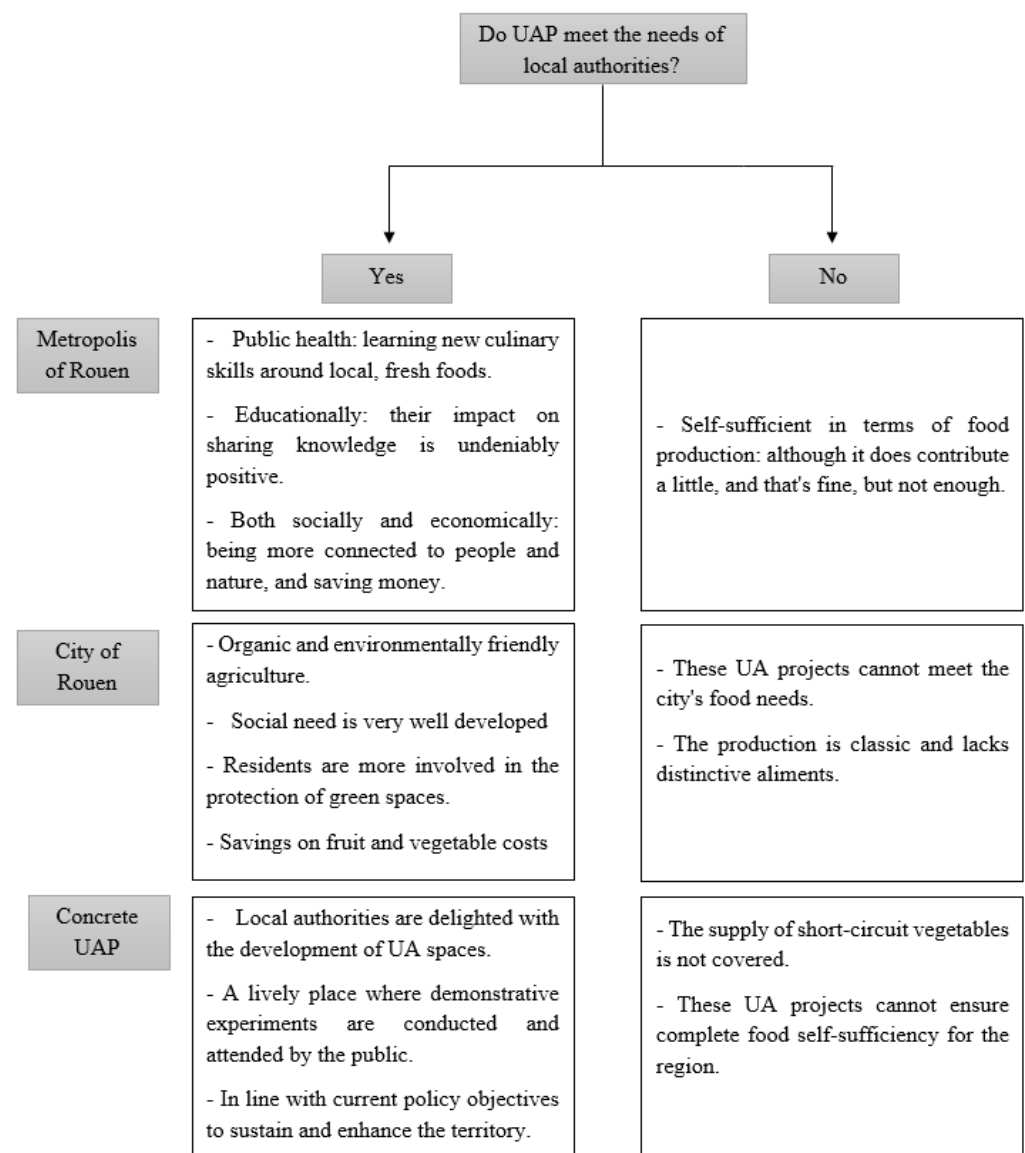 Do UAP meet the needs of
local authorities?
Yes
No
Metropolis
of Rouen
- Public health: learning new culinary
skills around local, fresh foods.
- Educationally: their impact on
sharing knowledge is undeniably
positive.
- Both socially and economically:
being more connected to people and
nature, and saving money.
- Self-sufficient in terms of food
production: although it does contribute
a little, and that's fine, but not enough.
City of
Rouen
- Organic and environmentally friendly
agriculture.
- Social need is very well developed
- Residents are more involved in the
protection of green spaces.
- Savings on fruit and vegetable costs
- These UA projects cannot meet the
city's food needs.
- The production is classic and lacks
distinctive aliments.
Concrete
UAP
- Local authorities are delighted with
the development of UA spaces.
- A lively place where demonstrative
experiments are conducted and
attended by the public.
- In line with current policy objectives
to sustain and enhance the territory.
- The supply of short-circuit vegetables
is not covered.
- These UA projects cannot ensure
complete food self-sufficiency for the
region.